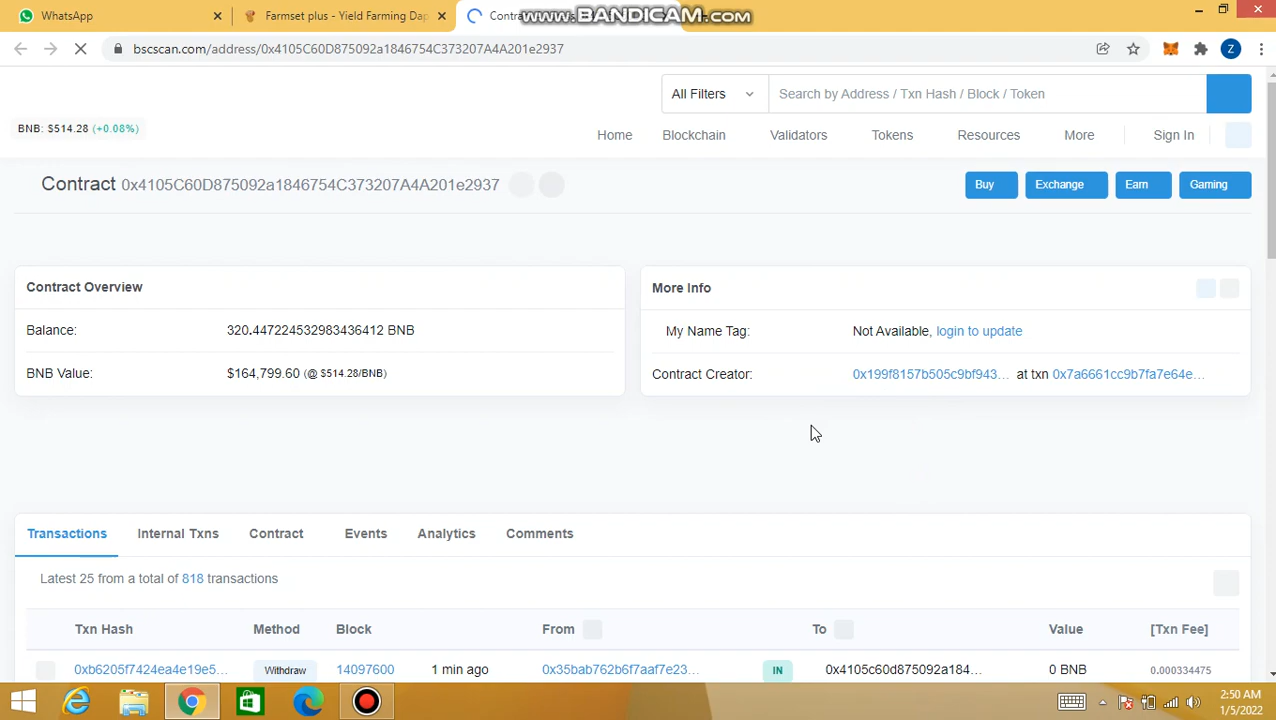 WhatsApp
Farmset plus - Yield Farming Dap
Contra
www.BANDICAM.com
bscscan.com/address/0x4105C60D875092a1846754C373207A4A201e2937
Z
All Filters
Search by Address / Txn Hash / Block / Token
BNB: $514.28 (+0.08%)
Home Blockchain Validators Tokens Resources More Sign In
Contract 0x4105C60D875092a1846754C373207A4A201e2937
Buy Exchange Earn Gaming
Contract Overview
Balance: 320.447224532983436412 BNB
BNB Value: $164,799.60 (@ $514.28/BNB)
More Info
My Name Tag: Not Available, login to update
Contract Creator: 0x199f8157b505c9bf943... at txn 0x7a6661cc9b7fa7e64e...
Transactions Internal Txns Contract Events Analytics Comments
Latest 25 from a total of 818 transactions
Txn Hash Method Block From To Value [Txn Fee]
0xb6205f7424ea4e19e5... Withdraw 14097600 1 min ago 0x35bab762b6f7aaf7e23... IN 0x4105c60d875092a184... 0 BNB 0.000334475
2:50 AM
1/5/2022